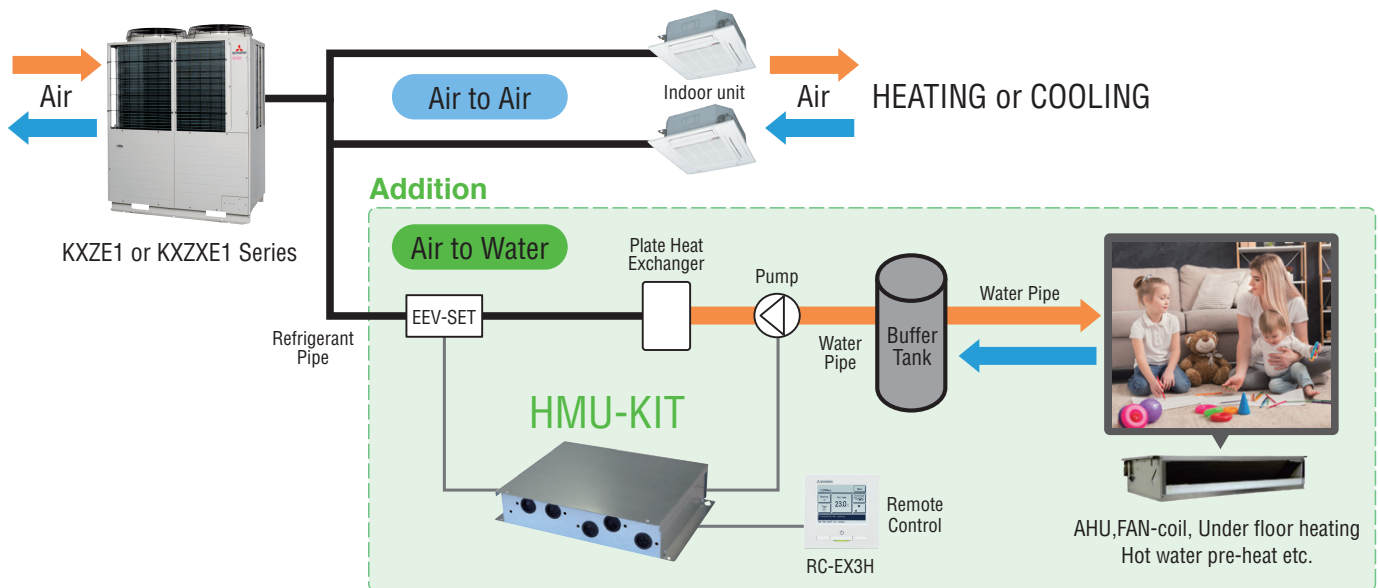 Air
Air to Air
Indoor unit
Air
HEATING or COOLING
KXZE1 or KXZXE1 Series
Addition
Air to Water
Plate Heat
Exchanger
Pump
Water Pipe
EEV-SET
Refrigerant
Pipe
Water
Pipe
Buffer
Tank
HMU-KIT
23.0
Remote
Control
RC-EX3H
AHU,FAN-coil, Under floor heating
Hot water pre-heat etc.